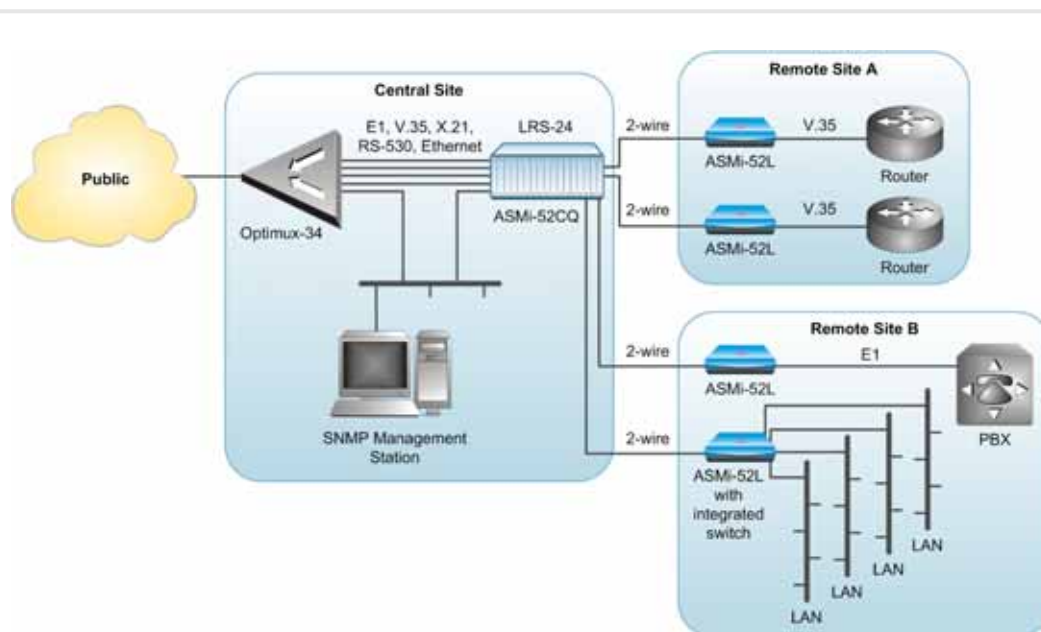 Public
Central Site
E1, V.35, X.21,
RS-530, Ethernet
LRS-24
Optimux-34
ASMi-52CQ
SNMP Management
Station
Remote Site A
2-wire
ASMi-52L
V.35
Router
2-wire
ASMi-52L
V.35
Router
Remote Site B
2-wire
ASMi-52L
E1
PBX
2-wire
ASMi-52L
with
integrated
switch
LAN
LAN
LAN
LAN